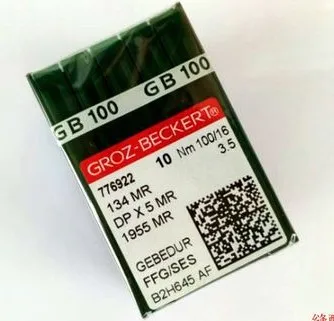 GB 100 GB 100
GROZ-BECKERT®
776922 10 Nm 100/16
134 MR 3.5
DP X 5 MR
1955 MR
GEBEDUR
FFG/SES
B2H645 AF